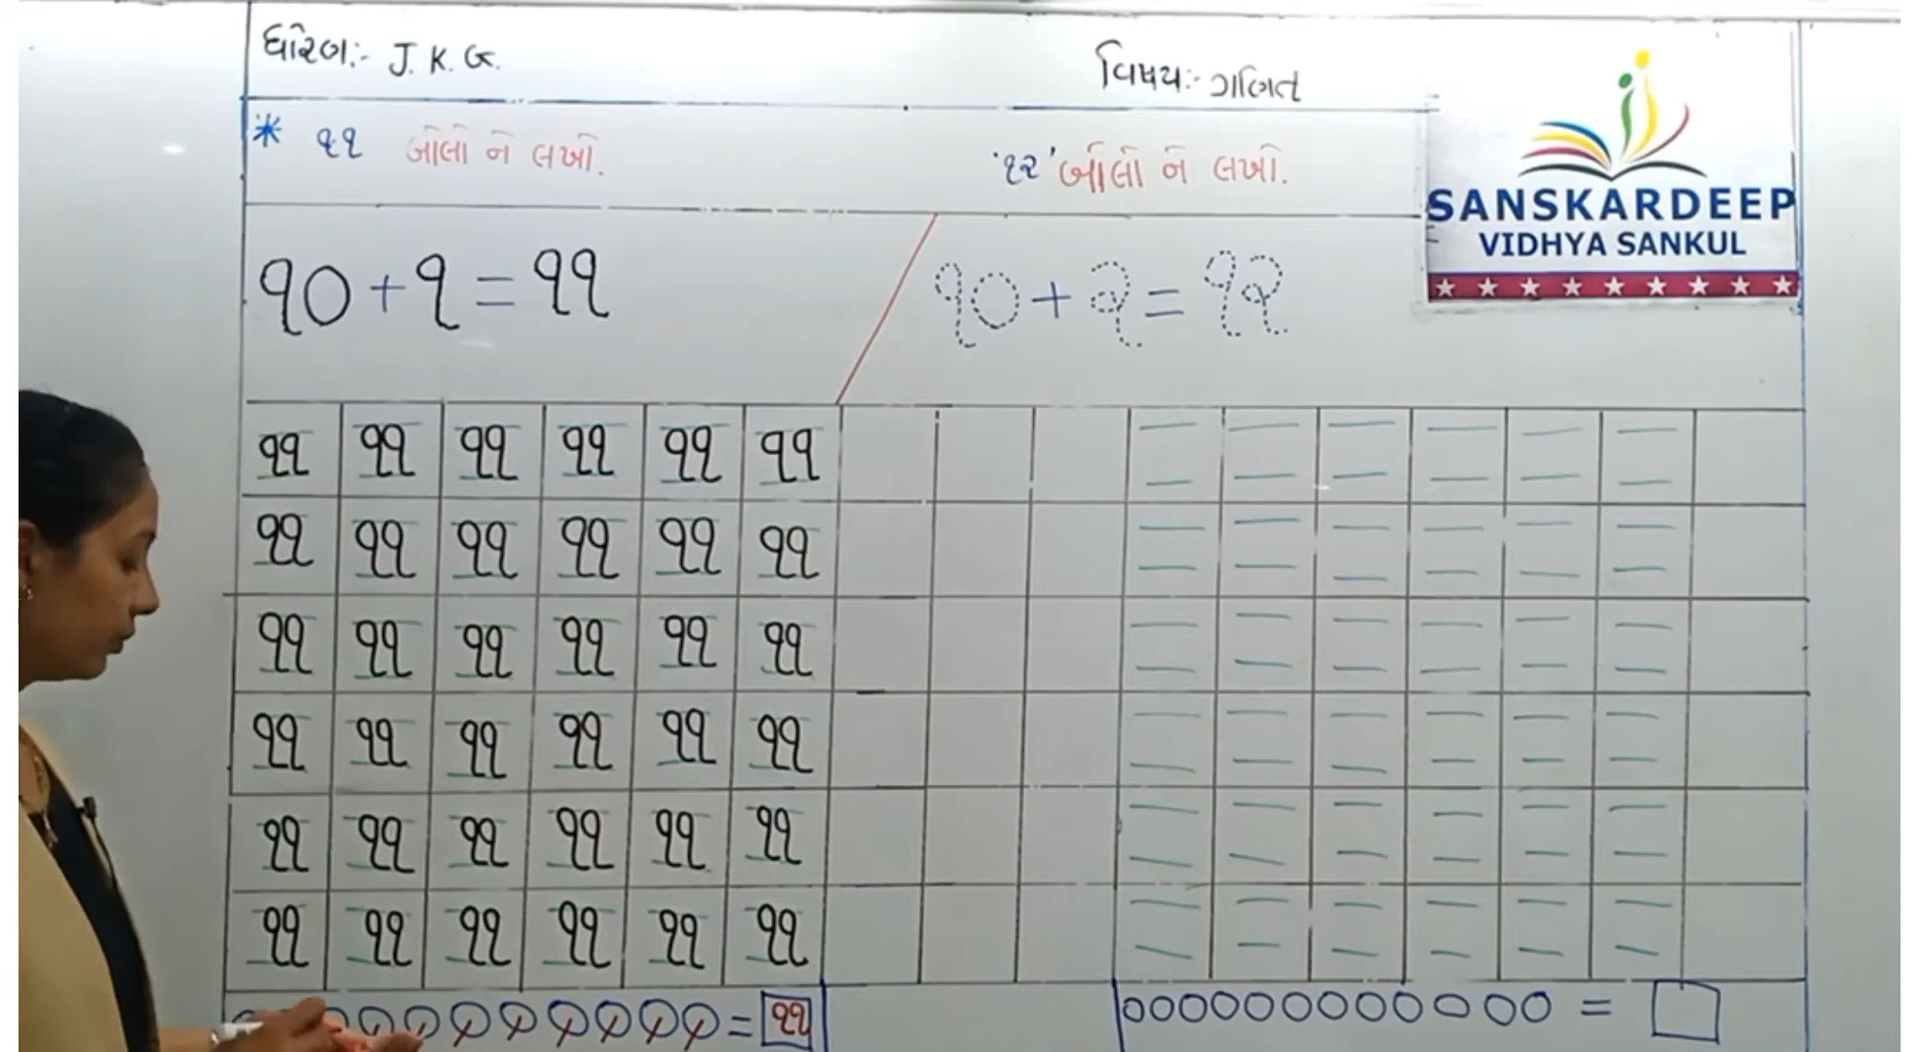 ધોરણ:- J. K. G.
વિષય:- ગણિત
* ૧૧ બોલો ને લખો.
'૧૨' બોલો ને લખો.
SANSKARDEEP
VIDHYA SANKUL
૧૦ + ૧ = ૧૧
૧૦ + ૨ = ૧૨
૧૧ ૧૧ ૧૧ ૧૧ ૧૧ ૧૧
૧૧ ૧૧ ૧૧ ૧૧ ૧૧ ૧૧
૧૧ ૧૧ ૧૧ ૧૧ ૧૧ ૧૧
૧૧ ૧૧ ૧૧ ૧૧ ૧૧ ૧૧
૧૧ ૧૧ ૧૧ ૧૧ ૧૧ ૧૧
૧૧ ૧૧ ૧૧ ૧૧ ૧૧ ૧૧
= ૧૧
=